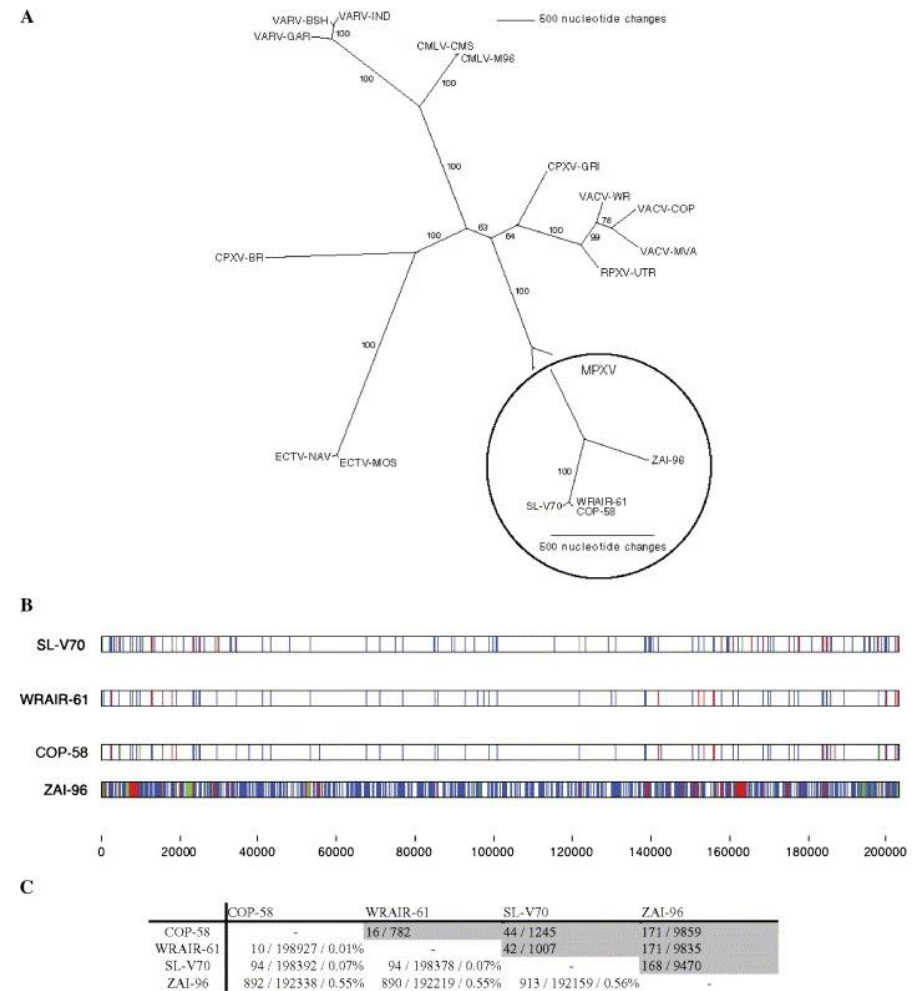 A
500 nucleotide changes
VARV-BSH
VARV-IND
VARV-GAR
100
CMLV-CMS
CMLV-M96
100
100
100
CPXV-GRI
VACV-WR
VACV-COP
78
99
VACV-MVA
100
RPXV-UTR
63
64
100
CPXV-BR
100
100
ECTV-NAV
ECTV-MOS
MPXV
ZAI-96
100
SL-V70
WRAIR-61
COP-58
500 nucleotide changes
B
SL-V70
WRAIR-61
COP-58
ZAI-96
0 20000 40000 60000 80000 100000 120000 140000 160000 180000 200000
C
COP-58 WRAIR-61 SL-V70 ZAI-96
COP-58 - 16 / 782 44 / 1245 171 / 9859
WRAIR-61 10 / 198927 / 0.01% - 42 / 1007 171 / 9835
SL-V70 94 / 198392 / 0.07% 94 / 198378 / 0.07% - 168 / 9470
ZAI-96 892 / 192338 / 0.55% 890 / 192219 / 0.55% 913 / 192159 / 0.56% -